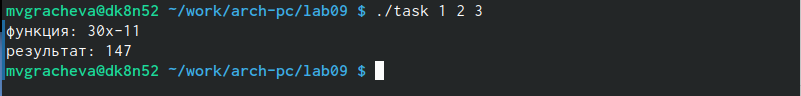 mvgracheva@dk8n52 ~/work/arch-pc/lab09 $ ./task 1 2 3
функция: 30x-11
результат: 147
mvgracheva@dk8n52 ~/work/arch-pc/lab09 $